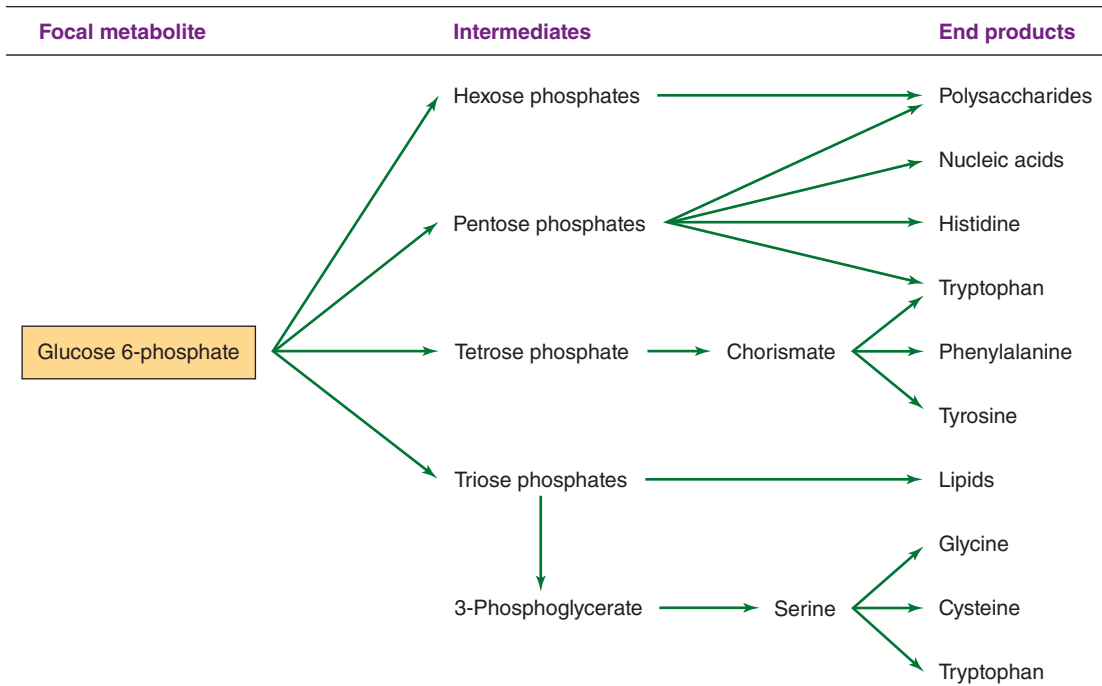 Focal metabolite Intermediates End products
Hexose phosphates Polysaccharides
Nucleic acids
Pentose phosphates Histidine
Tryptophan
Glucose 6-phosphate Tetrose phosphate Chorismate Phenylalanine
Tyrosine
Triose phosphates Lipids
Glycine
3-Phosphoglycerate Serine Cysteine
Tryptophan